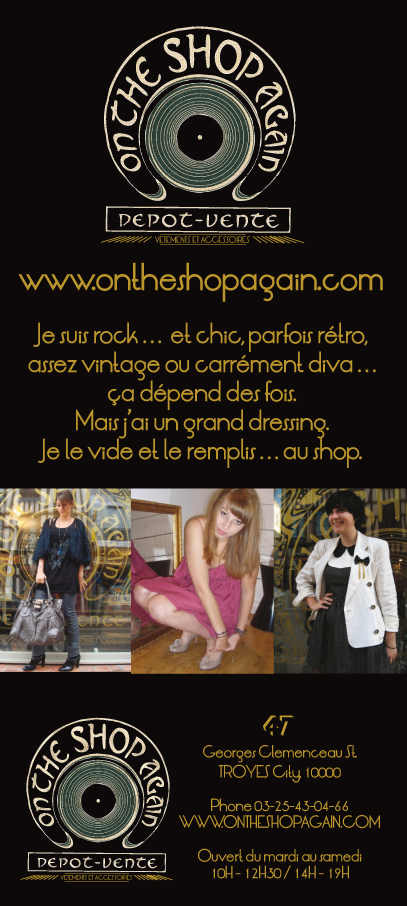 ON THE SHOP AGAIN
DEPOT-VENTE
VÊTEMENTS ET ACCESSOIRES
www.ontheshopagain.com
Je suis rock... et chic, parfois rétro,
assez vintage ou carrément diva...
ça dépend des fois.
Mais j'ai un grand dressing.
Je le vide et le remplis... au shop.
ON THE SHOP AGAIN
DEPOT-VENTE
VÊTEMENTS ET ACCESSOIRES
47
Georges Clemenceau St.
TROYES City, 10000
Phone 03-25-43-04-66
WWW.ONTHESHOPAGAIN.COM
Ouvert du mardi au samedi
10H - 12H30 / 14H - 19H